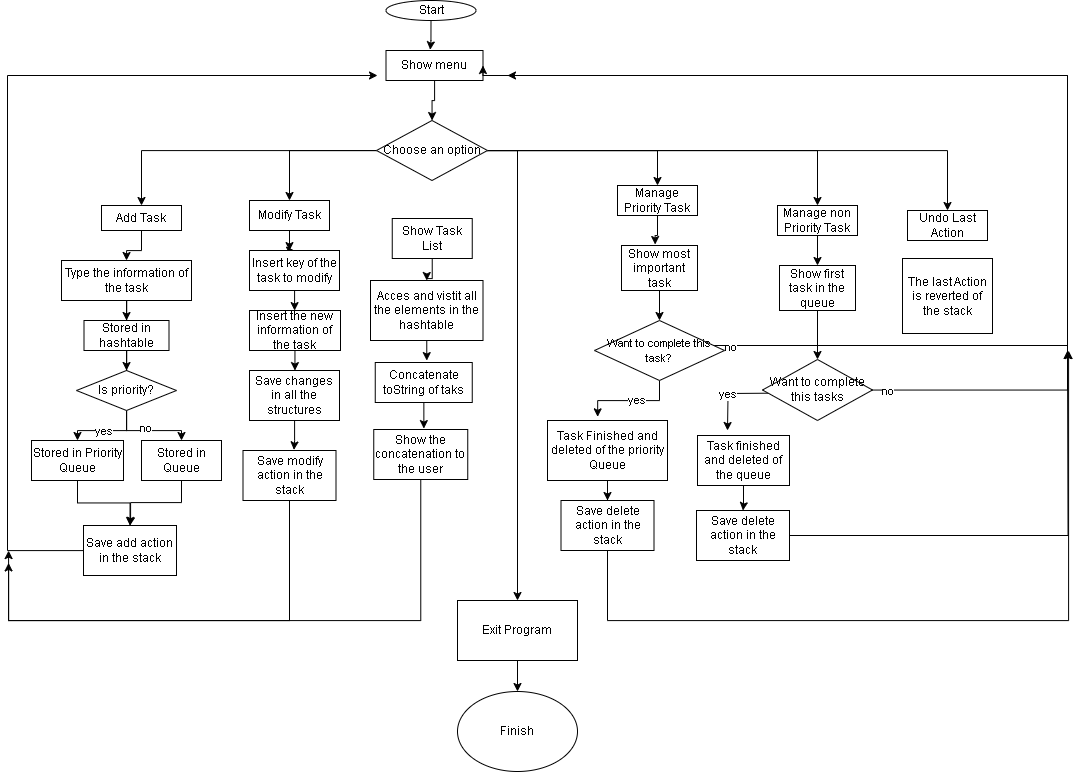 Start
Show menu
Choose an option
Add Task
Type the information of
the task
Stored in
hashtable
Is priority?
yes
no
Stored in Priority
Queue
Stored in
Queue
Save add action
in the stack
Modify Task
Insert key of the
task to modify
Insert the new
information of
the task
Save changes
in all the
structures
Save modify
action in the
stack
Show Task
List
Acces and vistit all
the elements in the
hashtable
Concatenate
toString of taks
Show the
concatenation to
the user
Exit Program
Finish
Manage
Priority Task
Show most
important
task
Want to complete this
task?
no
yes
Task Finished and
deleted of the priority
Queue
Save delete
action in the
stack
Manage non
Priority Task
Show first
task in the
queue
Want to complete
this tasks
no
yes
Task finished
and deleted of
the queue
Save delete
action in the
stack
Undo Last
Action
The last Action
is reverted of
the stack